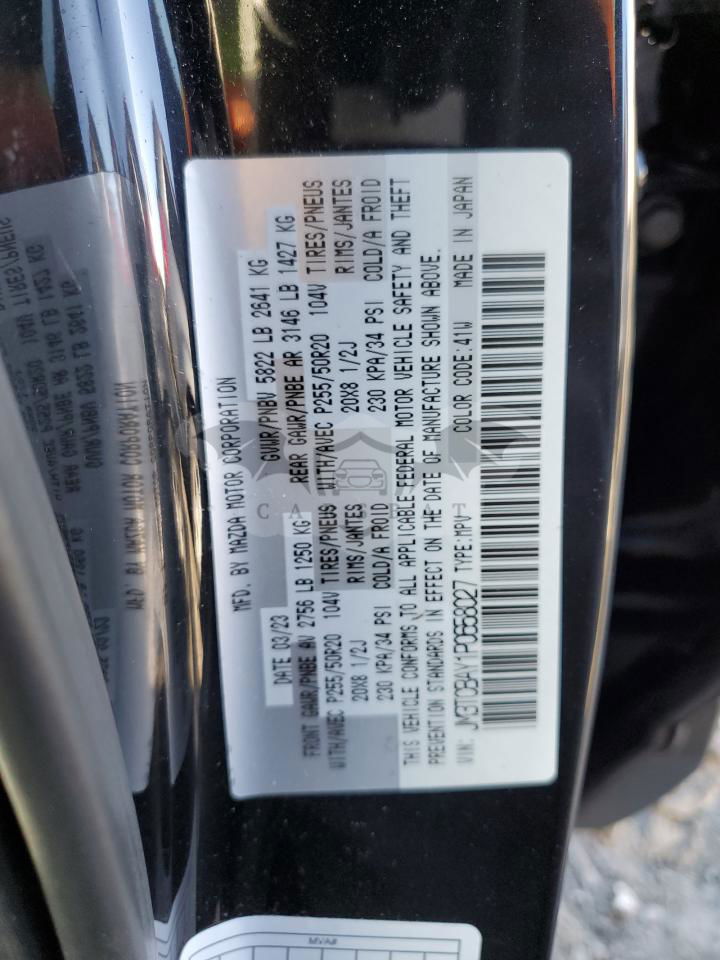 MFD. BY MAZDA MOTOR CORPORATION
DATE 03/23 GVWR/PNBV 5822 LB 2641 KG
FRONT GAWR/PNBE AV 2756 LB 1250 KG REAR GAWR/PNBE AR 3146 LB 1427 KG
WITH/AVEC P255/50R20 104V TIRES/PNEUS WITH/AVEC P255/50R20 104V TIRES/PNEUS
20X8 1/2J RIMS/JANTES 20X8 1/2J RIMS/JANTES
230 KPA/34 PSI COLD/A FROID 230 KPA/34 PSI COLD/A FROID
THIS VEHICLE CONFORMS TO ALL APPLICABLE FEDERAL MOTOR VEHICLE SAFETY AND THEFT
PREVENTION STANDARDS IN EFFECT ON THE DATE OF MANUFACTURE SHOWN ABOVE.
VIN: JM3TCBAY1P0658027 TYPE:MPV COLOR CODE:41W MADE IN JAPAN